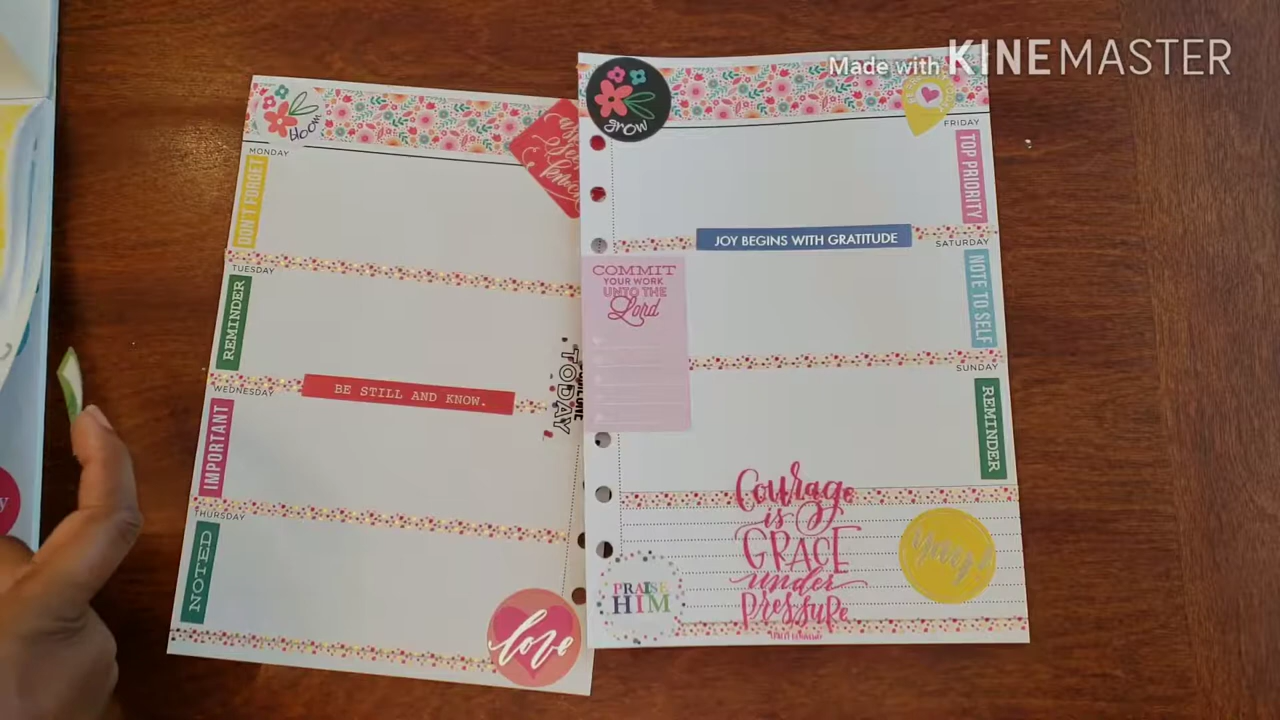 Made with KINEMASTER
bloom
MONDAY
DON'T FORGET
TUESDAY
REMINDER
WEDNESDAY
BE STILL AND KNOW.
IMPORTANT
THURSDAY
NOTED
love
TODAY
grow
FRIDAY
TOP PRIORITY
JOY BEGINS WITH GRATITUDE
SATURDAY
NOTE TO SELF
COMMIT
YOUR WORK
UNTO THE
Lord
SUNDAY
REMINDER
Courage
is
GRACE
under
pressure
PRAISE
HIM
yay!